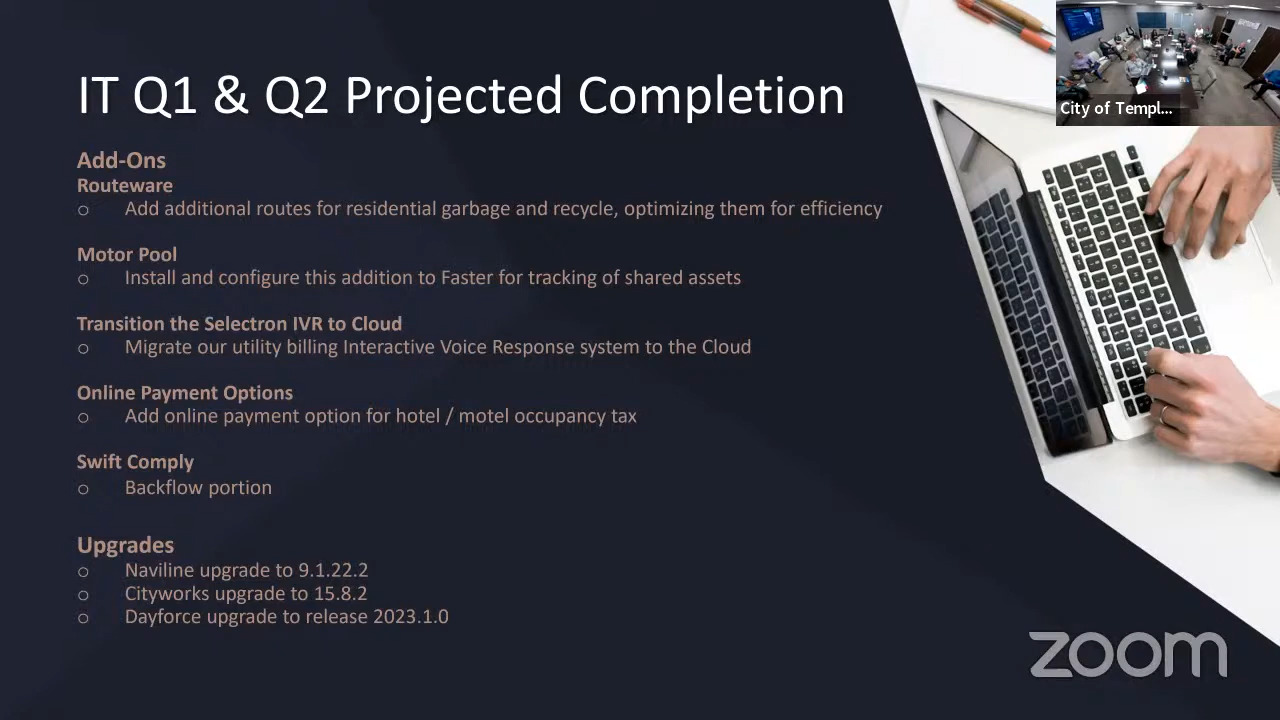 IT Q1 & Q2 Projected Completion
City of Templ...
Add-Ons
Routeware
o Add additional routes for residential garbage and recycle, optimizing them for efficiency
Motor Pool
o Install and configure this addition to Faster for tracking of shared assets
Transition the Selectron IVR to Cloud
o Migrate our utility billing Interactive Voice Response system to the Cloud
Online Payment Options
o Add online payment option for hotel / motel occupancy tax
Swift Comply
o Backflow portion
Upgrades
o Naviline upgrade to 9.1.22.2
o Cityworks upgrade to 15.8.2
o Dayforce upgrade to release 2023.1.0
zoom